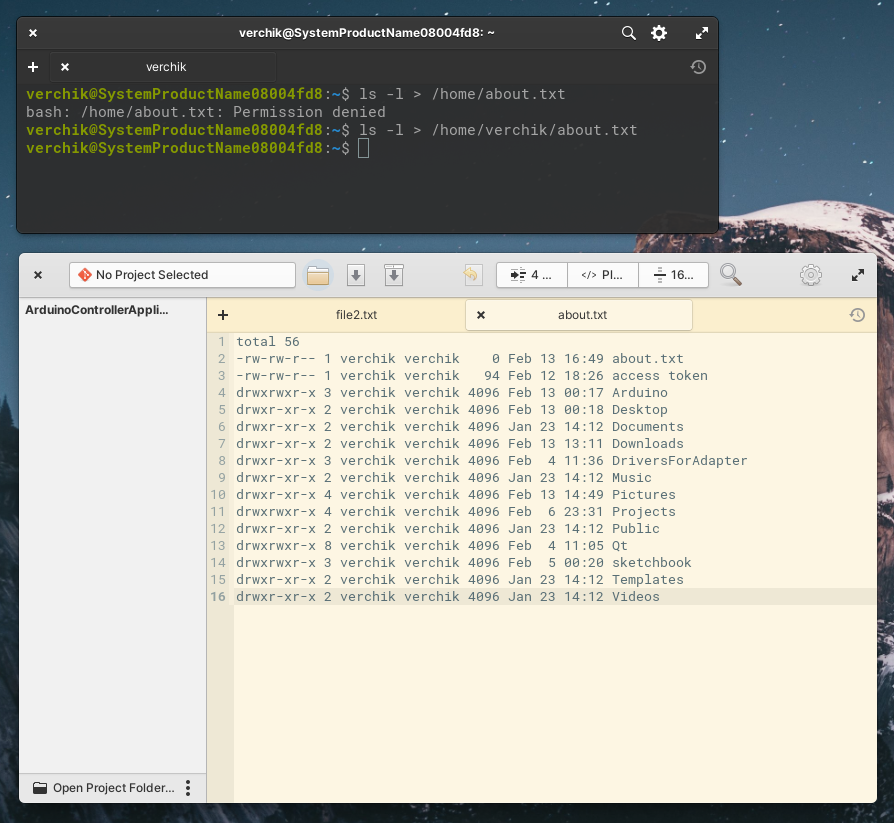 verchik@SystemProductName08004fd8: ~
verchik
verchik@SystemProductName08004fd8:~$ ls -l > /home/about.txt
bash: /home/about.txt: Permission denied
verchik@SystemProductName08004fd8:~$ ls -l > /home/verchik/about.txt
verchik@SystemProductName08004fd8:~$
No Project Selected
4 ...
</> Pl...
16...
ArduinoControllerAppli...
file2.txt
about.txt
1 total 56
2 -rw-rw-r-- 1 verchik verchik    0 Feb 13 16:49 about.txt
3 -rw-rw-r-- 1 verchik verchik   94 Feb 12 18:26 access token
4 drwxrwxr-x 3 verchik verchik 4096 Feb 13 00:17 Arduino
5 drwxr-xr-x 2 verchik verchik 4096 Feb 13 00:18 Desktop
6 drwxr-xr-x 2 verchik verchik 4096 Jan 23 14:12 Documents
7 drwxr-xr-x 2 verchik verchik 4096 Feb 13 13:11 Downloads
8 drwxr-xr-x 3 verchik verchik 4096 Feb  4 11:36 DriversForAdapter
9 drwxr-xr-x 2 verchik verchik 4096 Jan 23 14:12 Music
10 drwxr-xr-x 4 verchik verchik 4096 Feb 13 14:49 Pictures
11 drwxrwxr-x 4 verchik verchik 4096 Feb  6 23:31 Projects
12 drwxr-xr-x 2 verchik verchik 4096 Jan 23 14:12 Public
13 drwxrwxr-x 8 verchik verchik 4096 Feb  4 11:05 Qt
14 drwxrwxr-x 3 verchik verchik 4096 Feb  5 00:20 sketchbook
15 drwxr-xr-x 2 verchik verchik 4096 Jan 23 14:12 Templates
16 drwxr-xr-x 2 verchik verchik 4096 Jan 23 14:12 Videos
Open Project Folder...